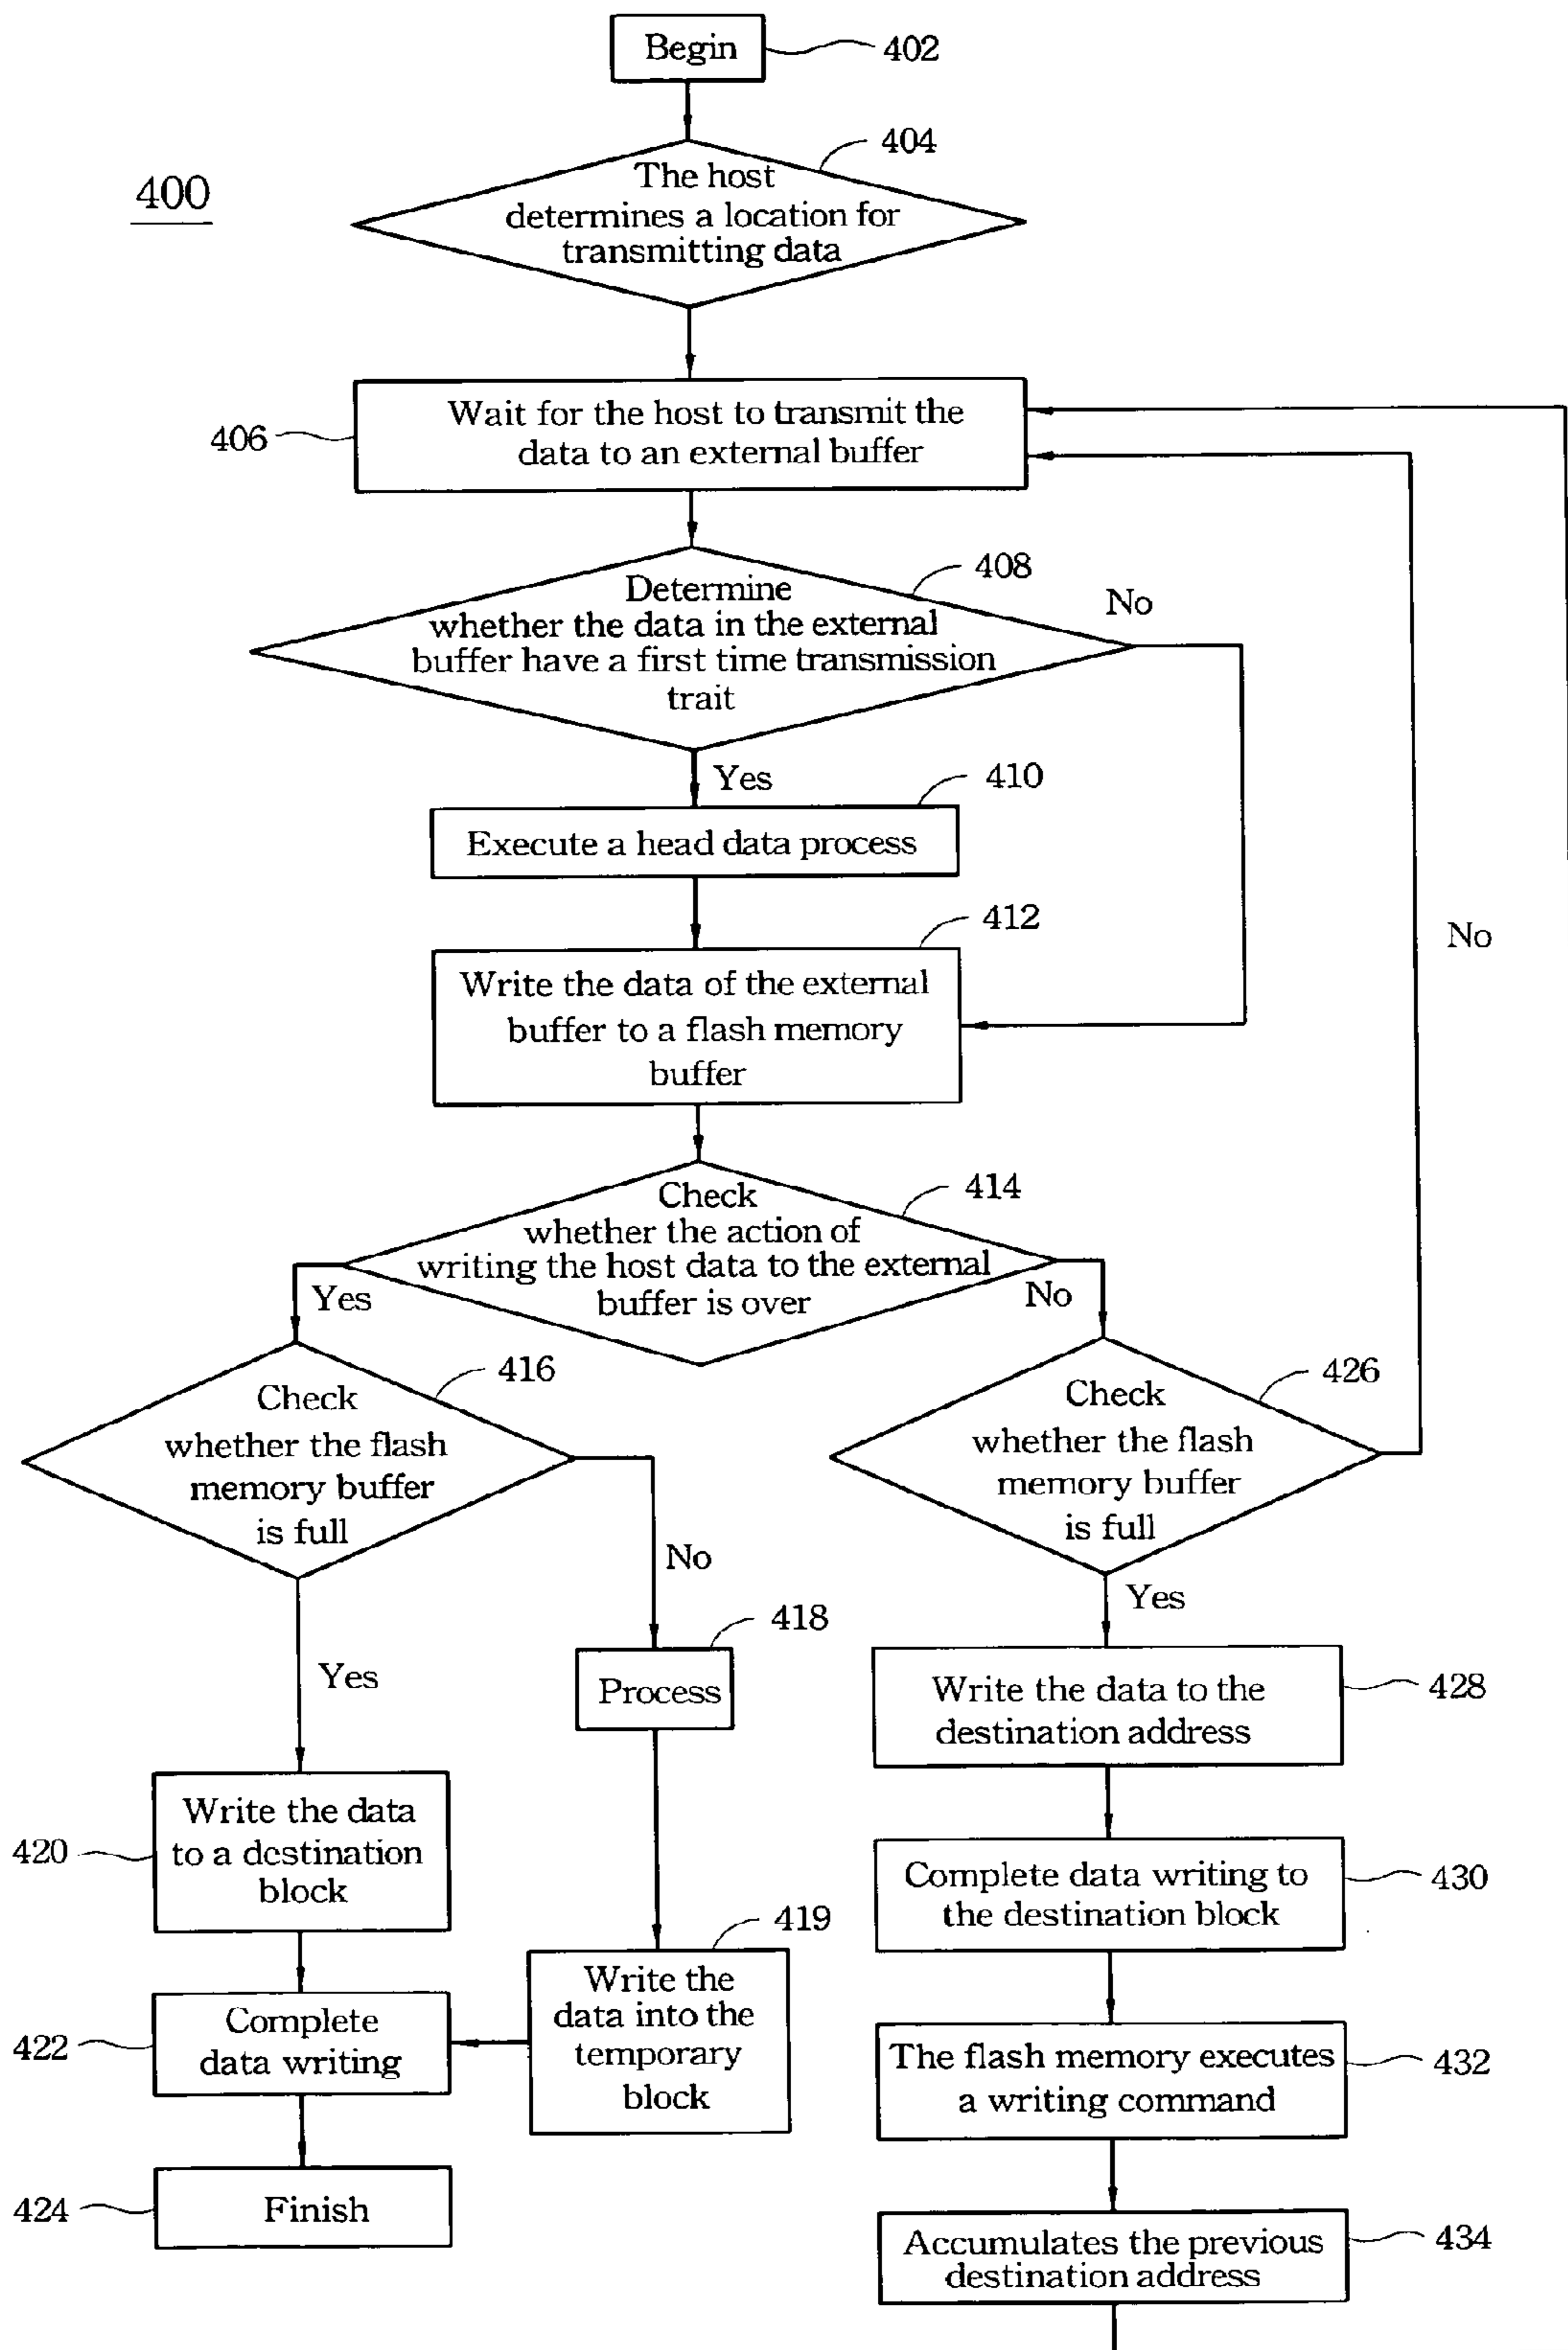 Begin
402
404
400
The host
determines a location for
transmitting data
406
Wait for the host to transmit the
data to an external buffer
408
No
Determine
whether the data in the external
buffer have a first time transmission
trait
Yes
410
Execute a head data process
412
No
Write the data of the external
buffer to a flash memory
buffer
414
Check
whether the action of
writing the host data to the external
buffer is over
Yes
No
416
Check
whether the flash
memory buffer
is full
426
Check
whether the flash
memory buffer
is full
No
Yes
418
Process
Yes
428
Write the data to the
destination address
420
Write the data
to a destination
block
430
Complete data writing to
the destination block
419
Write the
data into the
temporary
block
422
Complete
data writing
432
The flash memory executes
a writing command
424
Finish
434
Accumulates the previous
destination address